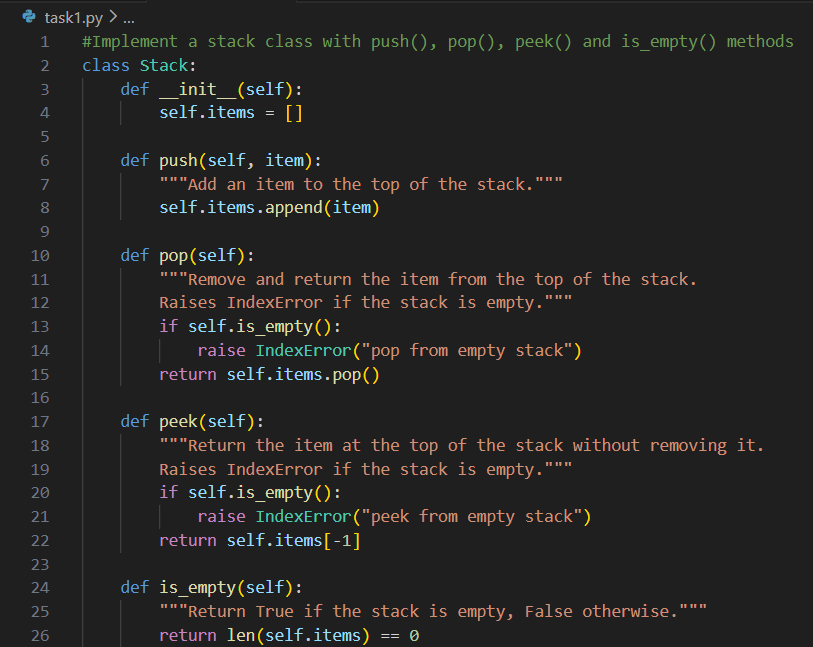 task1.py > ...
1 #Implement a stack class with push(), pop(), peek() and is_empty() methods
2 class Stack:
3     def __init__(self):
4         self.items = []
5
6     def push(self, item):
7         """Add an item to the top of the stack."""
8         self.items.append(item)
9
10     def pop(self):
11         """Remove and return the item from the top of the stack.
12         Raises IndexError if the stack is empty."""
13         if self.is_empty():
14             raise IndexError("pop from empty stack")
15         return self.items.pop()
16
17     def peek(self):
18         """Return the item at the top of the stack without removing it.
19         Raises IndexError if the stack is empty."""
20         if self.is_empty():
21             raise IndexError("peek from empty stack")
22         return self.items[-1]
23
24     def is_empty(self):
25         """Return True if the stack is empty, False otherwise."""
26         return len(self.items) == 0